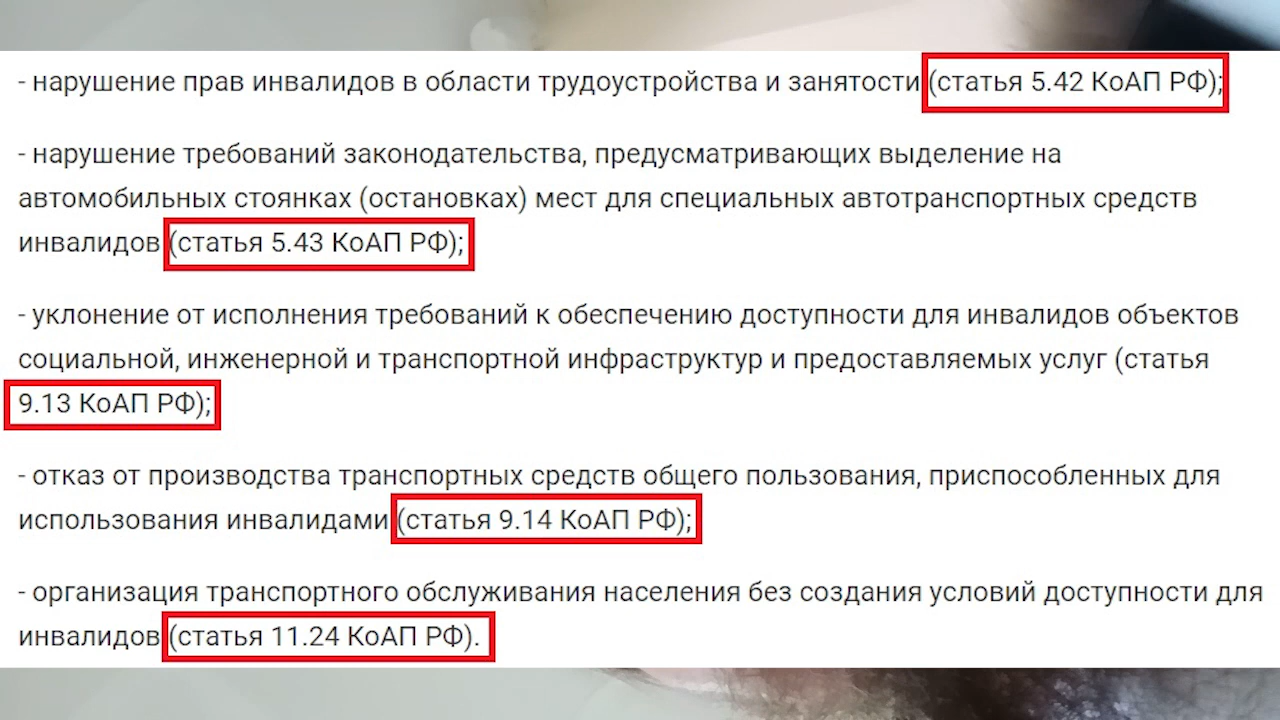 - нарушение прав инвалидов в области трудоустройства и занятости (статья 5.42 КоАП РФ);
- нарушение требований законодательства, предусматривающих выделение на
автомобильных стоянках (остановках) мест для специальных автотранспортных средств
инвалидов (статья 5.43 КоАП РФ);
- уклонение от исполнения требований к обеспечению доступности для инвалидов объектов
социальной, инженерной и транспортной инфраструктур и предоставляемых услуг (статья
9.13 КоАП РФ);
- отказ от производства транспортных средств общего пользования, приспособленных для
использования инвалидами (статья 9.14 КоАП РФ);
- организация транспортного обслуживания населения без создания условий доступности для
инвалидов (статья 11.24 КоАП РФ).